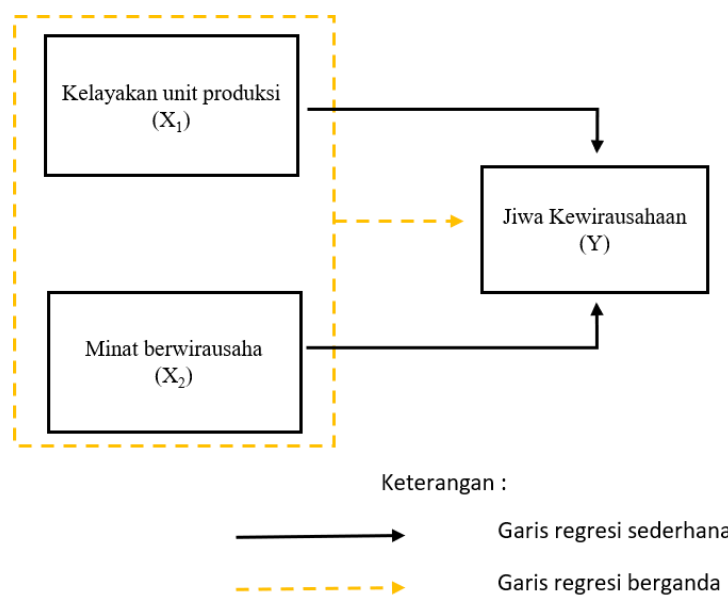 Kelayakan unit produksi
(X₁)
Jiwa Kewirausahaan
(Y)
Minat berwirausaha
(X₂)
Keterangan :
Garis regresi sederhana
Garis regresi berganda